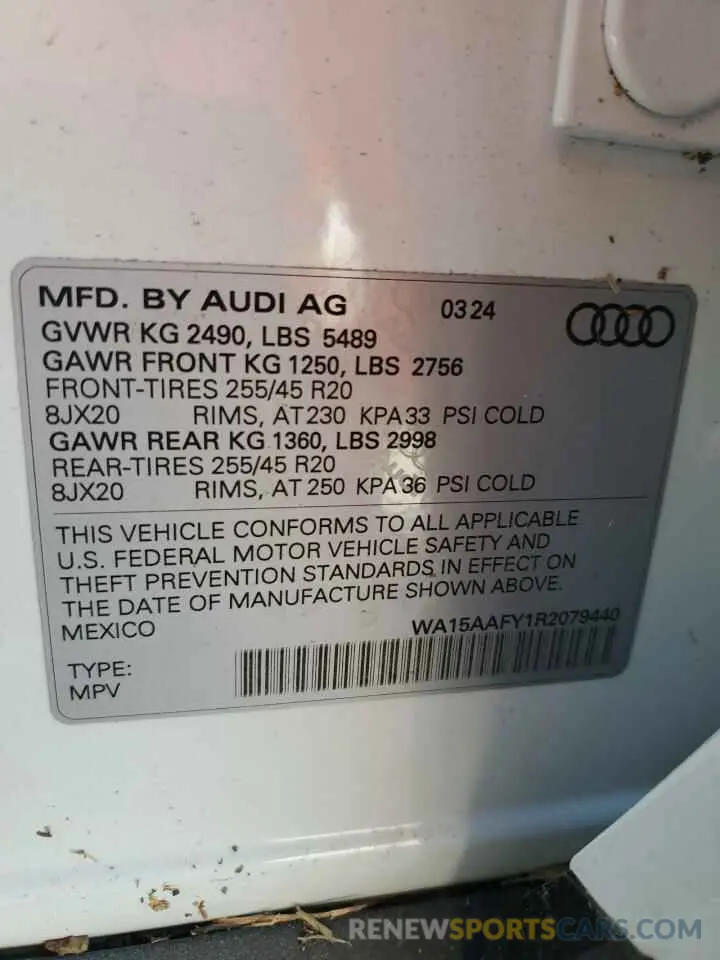 MFD. BY AUDI AG 03 24
GVWR KG 2490, LBS 5489
GAWR FRONT KG 1250, LBS 2756
FRONT-TIRES 255/45 R20
8JX20 RIMS, AT 230 KPA 33 PSI COLD
GAWR REAR KG 1360, LBS 2998
REAR-TIRES 255/45 R20
8JX20 RIMS, AT 250 KPA 36 PSI COLD
THIS VEHICLE CONFORMS TO ALL APPLICABLE
U.S. FEDERAL MOTOR VEHICLE SAFETY AND
THEFT PREVENTION STANDARDS IN EFFECT ON
THE DATE OF MANUFACTURE SHOWN ABOVE.
MEXICO WA15AAFY1R2079440
TYPE:
MPV
RENEWSPORTSCARS.COM